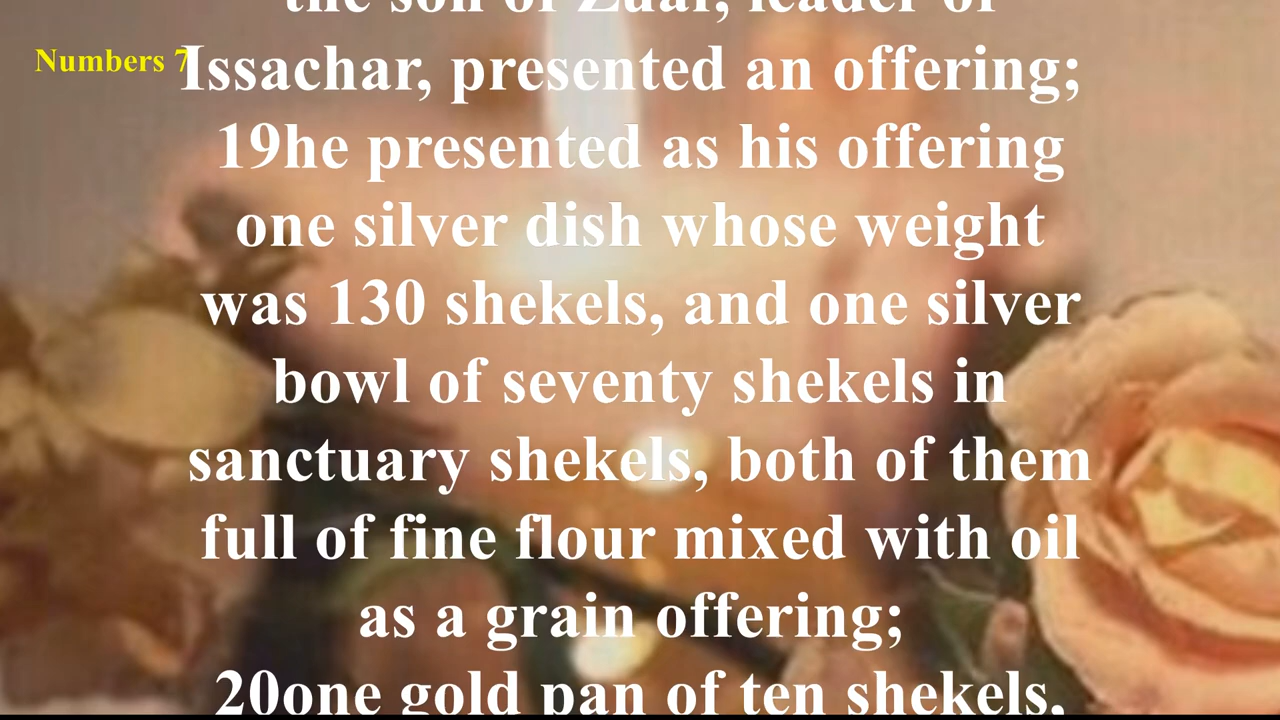 the son of Zuar, leader of
Numbers 7
Issachar, presented an offering;
19he presented as his offering
one silver dish whose weight
was 130 shekels, and one silver
bowl of seventy shekels in
sanctuary shekels, both of them
full of fine flour mixed with oil
as a grain offering;
20one gold pan of ten shekels,